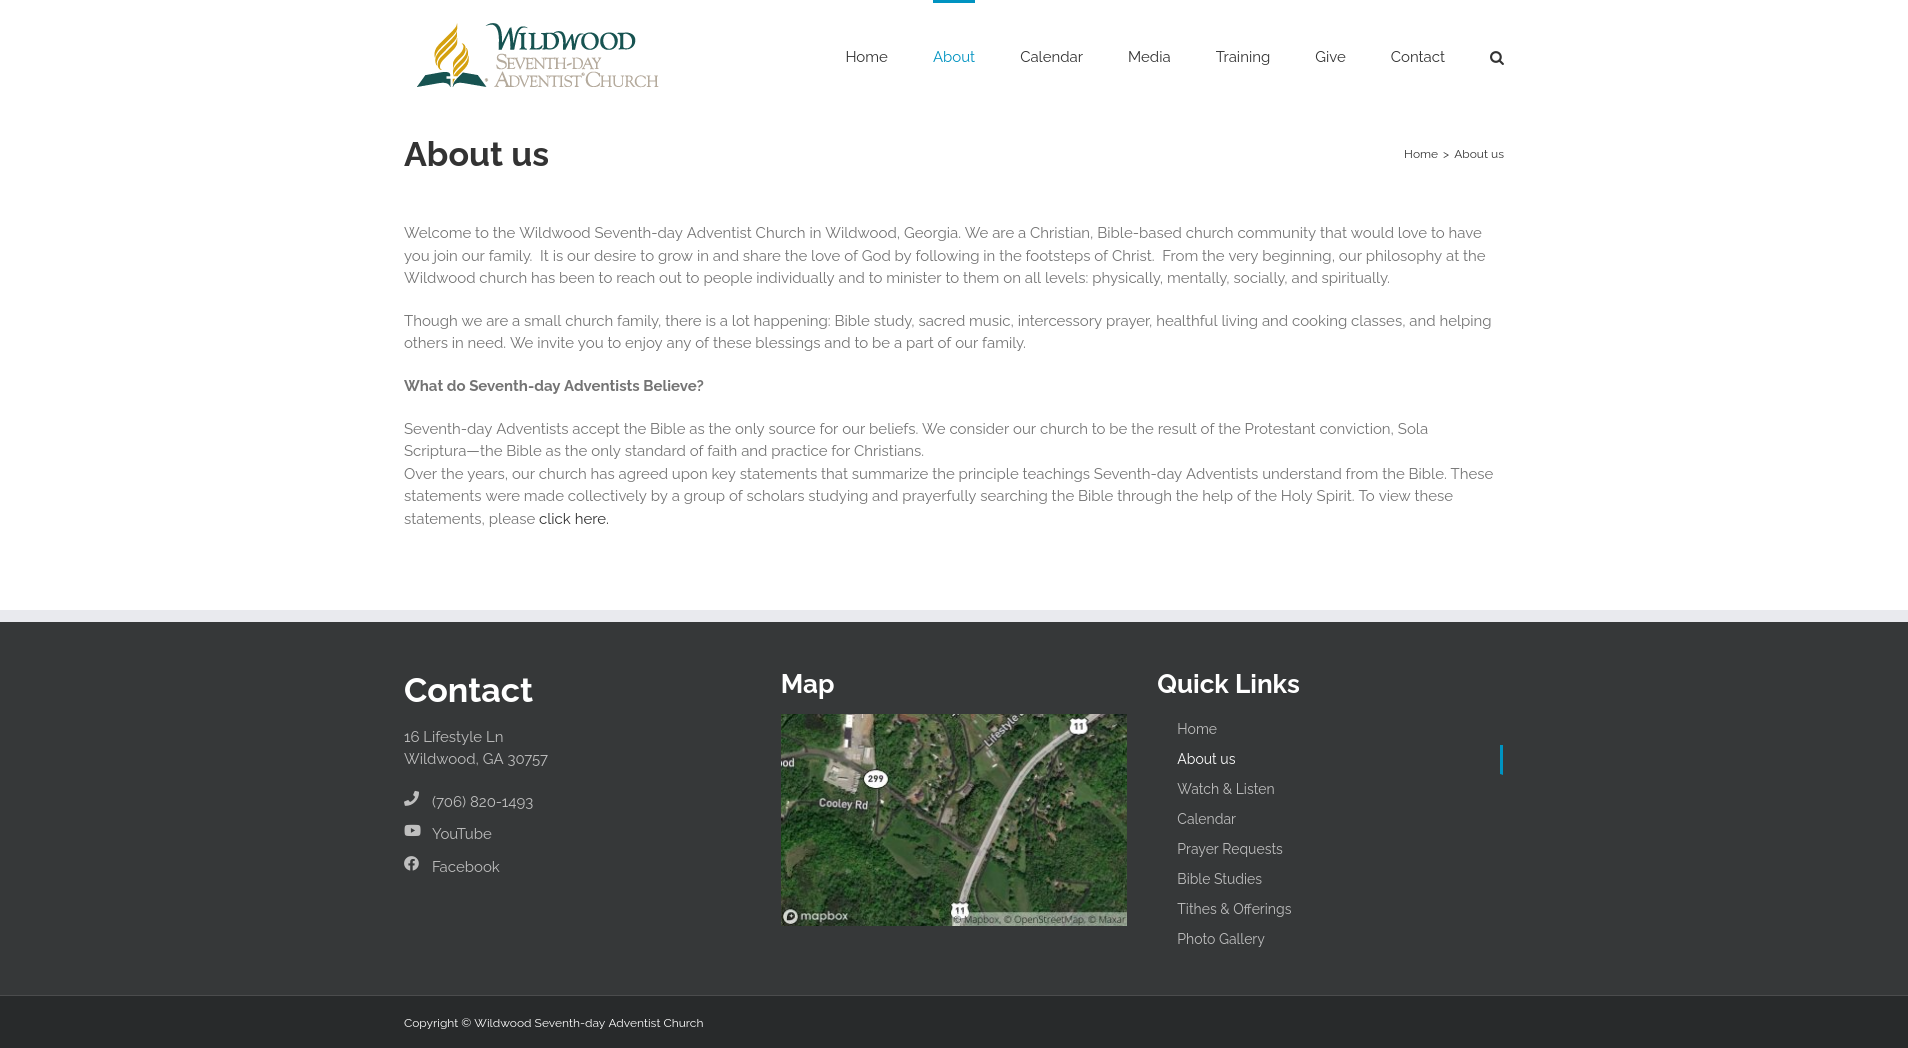 Wildwood
Seventh-day
Adventist® Church
Home About Calendar Media Training Give Contact
About us
Home > About us
Welcome to the Wildwood Seventh-day Adventist Church in Wildwood, Georgia. We are a Christian, Bible-based church community that would love to have
you join our family.  It is our desire to grow in and share the love of God by following in the footsteps of Christ.  From the very beginning, our philosophy at the
Wildwood church has been to reach out to people individually and to minister to them on all levels: physically, mentally, socially, and spiritually.
Though we are a small church family, there is a lot happening: Bible study, sacred music, intercessory prayer, healthful living and cooking classes, and helping
others in need. We invite you to enjoy any of these blessings and to be a part of our family.
What do Seventh-day Adventists Believe?
Seventh-day Adventists accept the Bible as the only source for our beliefs. We consider our church to be the result of the Protestant conviction, Sola
Scriptura—the Bible as the only standard of faith and practice for Christians.
Over the years, our church has agreed upon key statements that summarize the principle teachings Seventh-day Adventists understand from the Bible. These
statements were made collectively by a group of scholars studying and prayerfully searching the Bible through the help of the Holy Spirit. To view these
statements, please click here.
Contact
16 Lifestyle Ln
Wildwood, GA 30757
(706) 820-1493
YouTube
Facebook
Map
Lifestyle
11
ood
299
Cooley Rd
11
mapbox
© Mapbox, © OpenStreetMap, © Maxar
Quick Links
Home
About us
Watch & Listen
Calendar
Prayer Requests
Bible Studies
Tithes & Offerings
Photo Gallery
Copyright © Wildwood Seventh-day Adventist Church